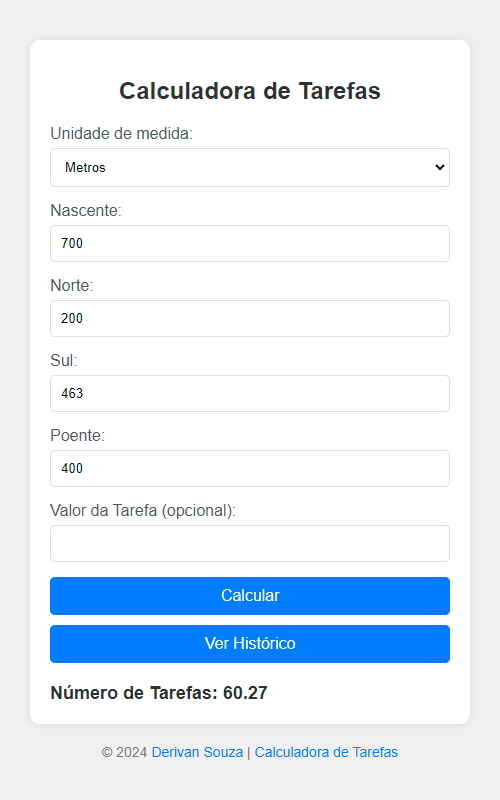 Calculadora de Tarefas
Unidade de medida:
Metros
Nascente:
700
Norte:
200
Sul:
463
Poente:
400
Valor da Tarefa (opcional):
Calcular
Ver Histórico
Número de Tarefas: 60.27
© 2024 Derivan Souza | Calculadora de Tarefas